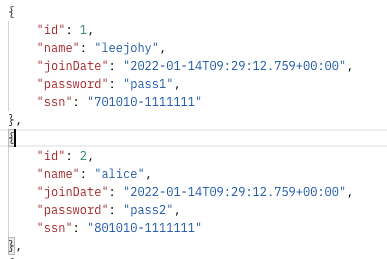 {
"id": 1,
"name": "leejohy",
"joinDate": "2022-01-14T09:29:12.759+00:00",
"password": "pass1",
"ssn": "701010-1111111"
},
{
"id": 2,
"name": "alice",
"joinDate": "2022-01-14T09:29:12.759+00:00",
"password": "pass2",
"ssn": "801010-1111111"
},